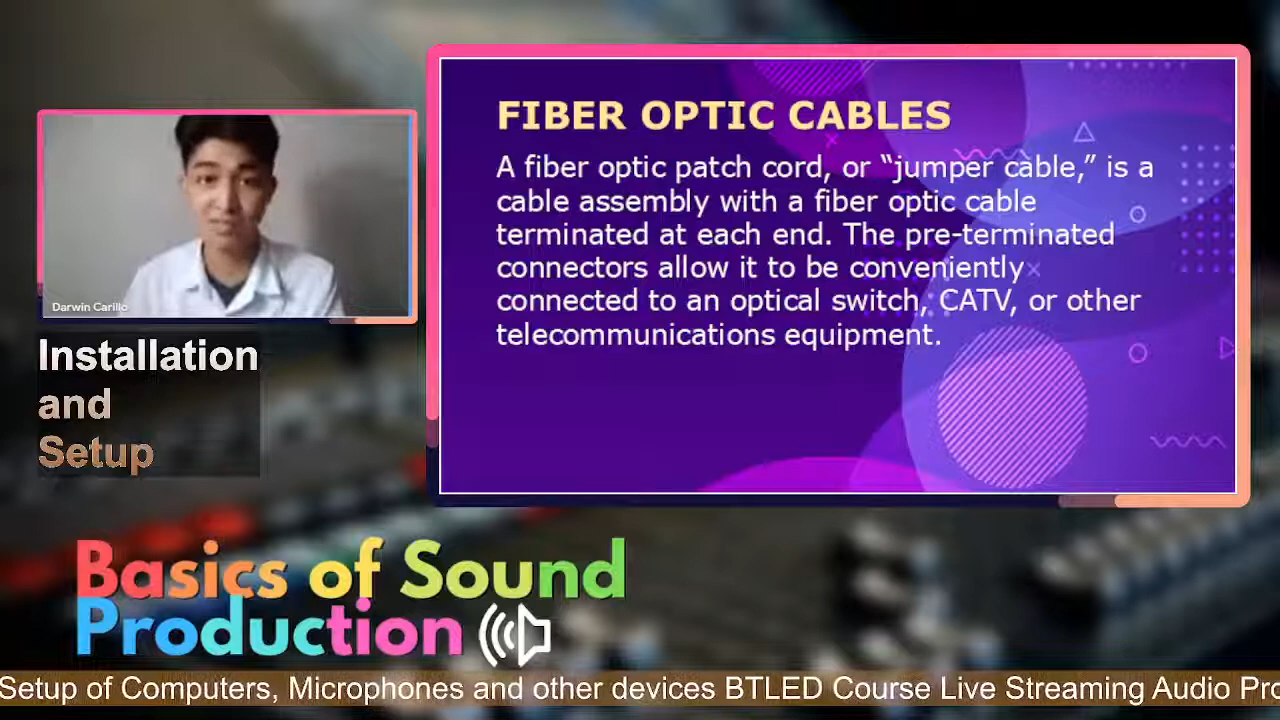 FIBER OPTIC CABLES
A fiber optic patch cord, or “jumper cable,” is a
cable assembly with a fiber optic cable
terminated at each end. The pre-terminated
connectors allow it to be conveniently
connected to an optical switch, CATV, or other
telecommunications equipment.
Darwin Carillo
Installation
and
Setup
Basics of Sound
Production
Setup of Computers, Microphones and other devices BTLED Course Live Streaming Audio Pro